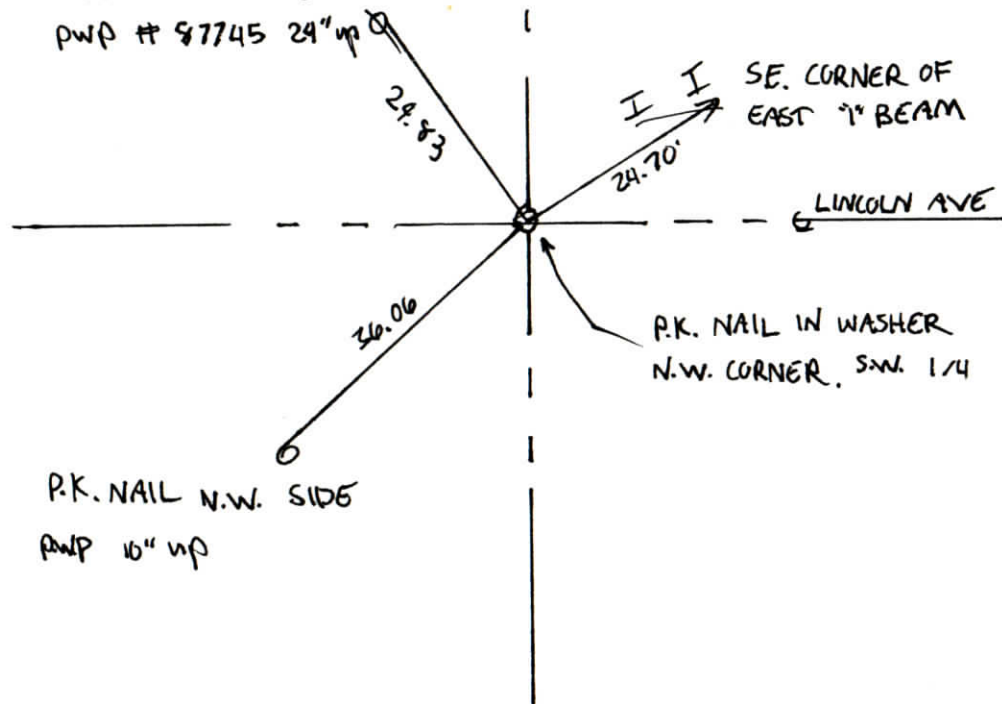 PWP # 87745 24" up
24.83
I I
SE. CORNER OF
EAST "I" BEAM
24.70'
LINCOLN AVE
36.06
P.K. NAIL IN WASHER
N.W. CORNER, S.W. 1/4
P.K. NAIL N.W. SIDE
PWP 10" up